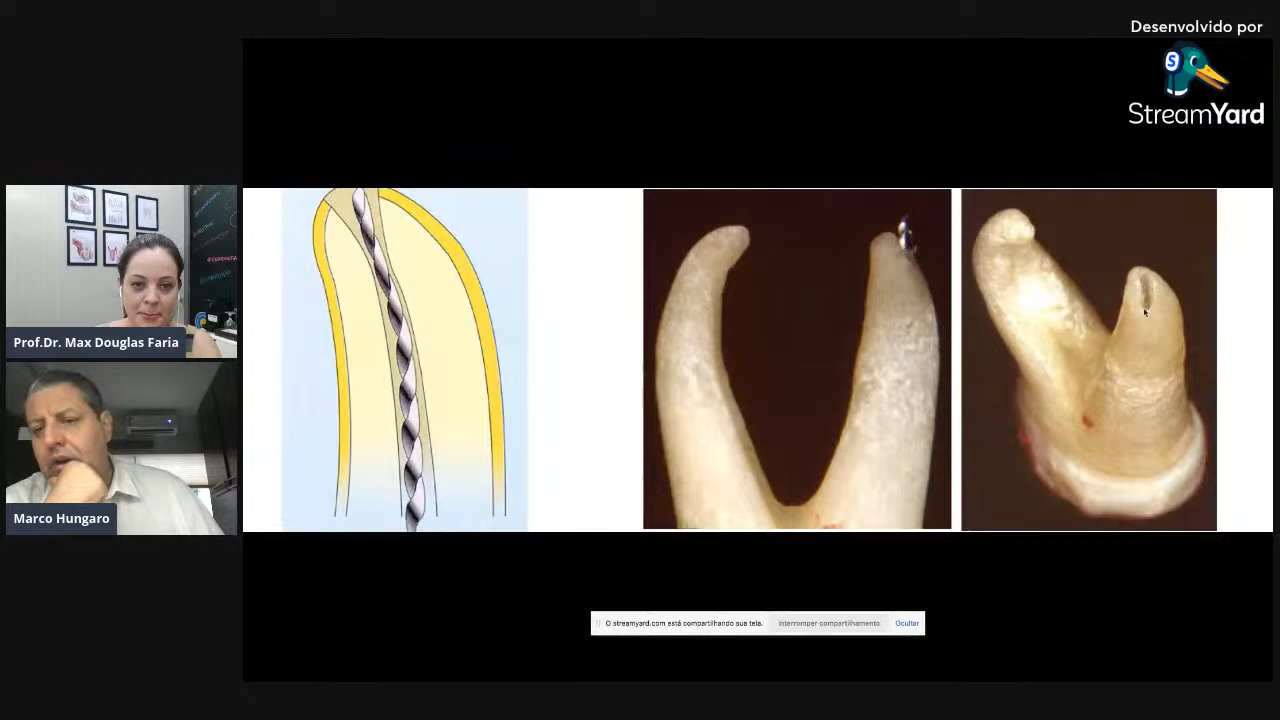 Desenvolvido por
StreamYard
Prof.Dr. Max Douglas Faria
Marco Hungaro
O streamyard.com está compartilhando sua tela.
Interromper compartilhamento
Ocultar